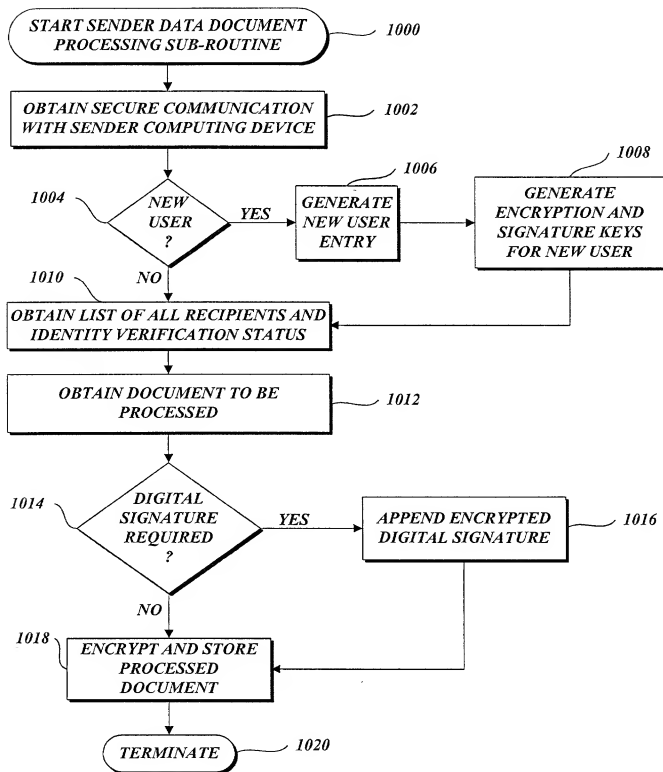 START SENDER DATA DOCUMENT
PROCESSING SUB-ROUTINE
1000
OBTAIN SECURE COMMUNICATION
WITH SENDER COMPUTING DEVICE
1002
1004
NEW
USER
?
YES
1006
GENERATE
NEW USER
ENTRY
1008
GENERATE
ENCRYPTION AND
SIGNATURE KEYS
FOR NEW USER
NO
1010
OBTAIN LIST OF ALL RECIPIENTS AND
IDENTITY VERIFICATION STATUS
OBTAIN DOCUMENT TO BE
PROCESSED
1012
1014
DIGITAL
SIGNATURE
REQUIRED
?
YES
APPEND ENCRYPTED
DIGITAL SIGNATURE
1016
NO
1018
ENCRYPT AND STORE
PROCESSED
DOCUMENT
TERMINATE
1020